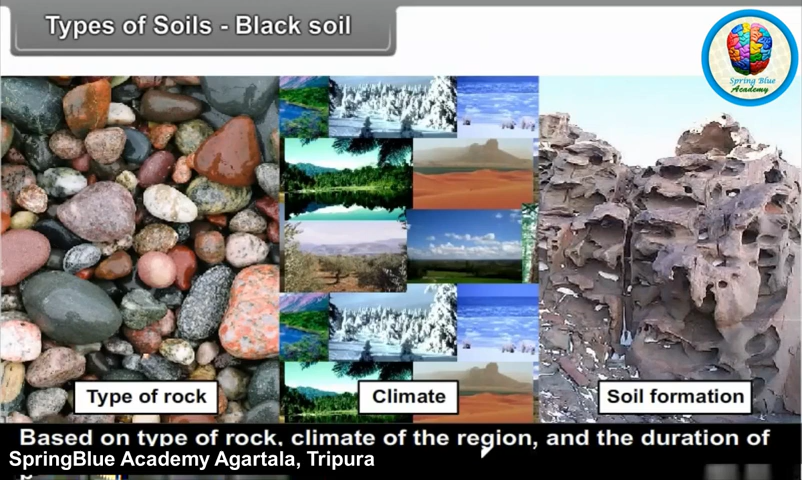 Types of Soils - Black soil
Spring Blue
Academy
Type of rock
Climate
Soil formation
Based on type of rock, climate of the region, and the duration of
SpringBlue Academy Agartala, Tripura